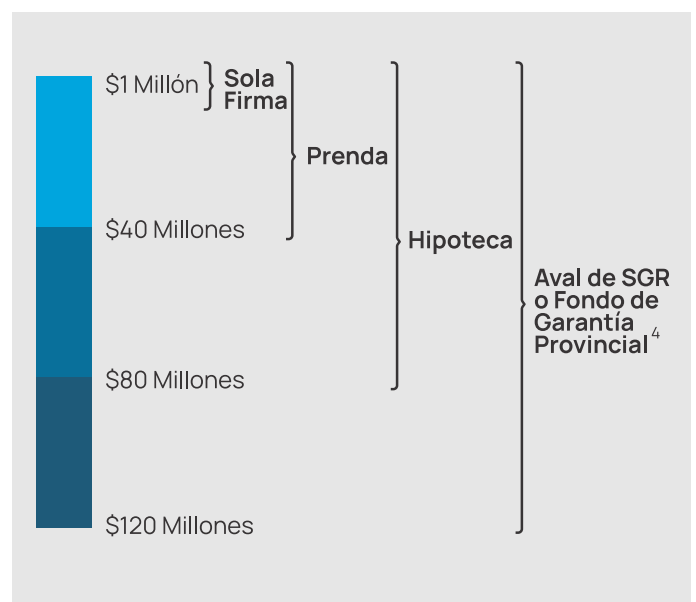 $1 Millón
Sola
Firma
Prenda
$40 Millones
Hipoteca
Aval de SGR
o Fondo de
Garantía
Provincial 4
$80 Millones
$120 Millones